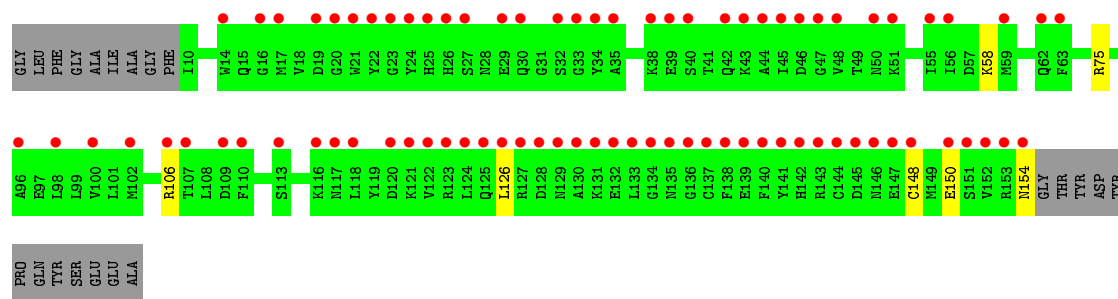 GLY LEU PHE GLY ALA ILE ALA GLY PHE I10 W14 Q15 G16 M17 V18 D19 G20 W21 Y22 G23 Y24 H25 H26 S27 N28 E29 Q30 G31 S32 G33 Y34 A35 K38 E39 S40 T41 Q42 K43 A44 I45 D46 G47 V48 T49 N50 K51 I55 I56 D57 K58 M59 Q62 F63 R75
A96 E97 L98 L99 V100 L101 M102 R106 T107 L108 D109 F110 S113 K116 N117 L118 Y119 D120 K121 V122 R123 L124 Q125 L126 R127 D128 N129 A130 K131 E132 L133 G134 N135 G136 C137 F138 E139 F140 Y141 H142 R143 C144 D145 N146 E147 C148 M149 E150 S151 V152 R153 N154 GLY THR TYR ASP TYR
PRO GLN TYR SER GLU GLU ALA